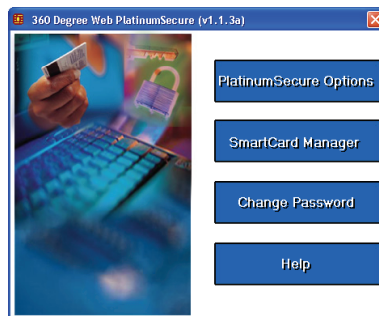 360 Degree Web PlatinumSecure (v1.1.3a)
PlatinumSecure Options
SmartCard Manager
Change Password
Help